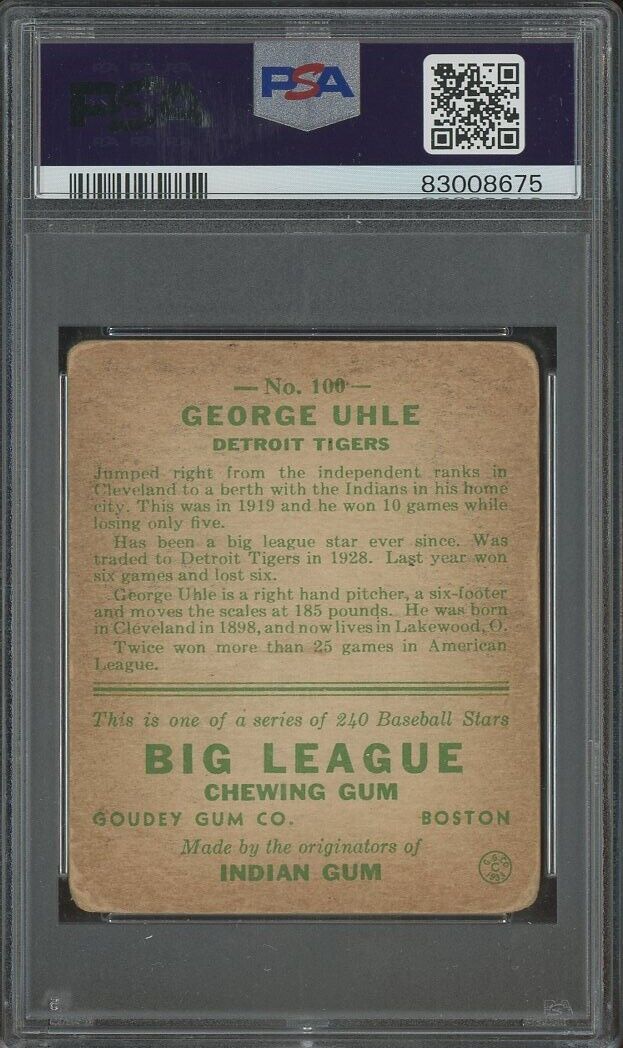 PSA
PSA
83008675
— No. 100 —
GEORGE UHLE
DETROIT TIGERS
Jumped right from the independent ranks in
Cleveland to a berth with the Indians in his home
city. This was in 1919 and he won 10 games while
losing only five.
Has been a big league star ever since. Was
traded to Detroit Tigers in 1928. Last year won
six games and lost six.
George Uhle is a right hand pitcher, a six-footer
and moves the scales at 185 pounds. He was born
in Cleveland in 1898, and now lives in Lakewood, O.
Twice won more than 25 games in American
League.
This is one of a series of 240 Baseball Stars
BIG LEAGUE
CHEWING GUM
GOUDEY GUM CO. BOSTON
Made by the originators of
INDIAN GUM
G.G.CO.
C
1933
PSA